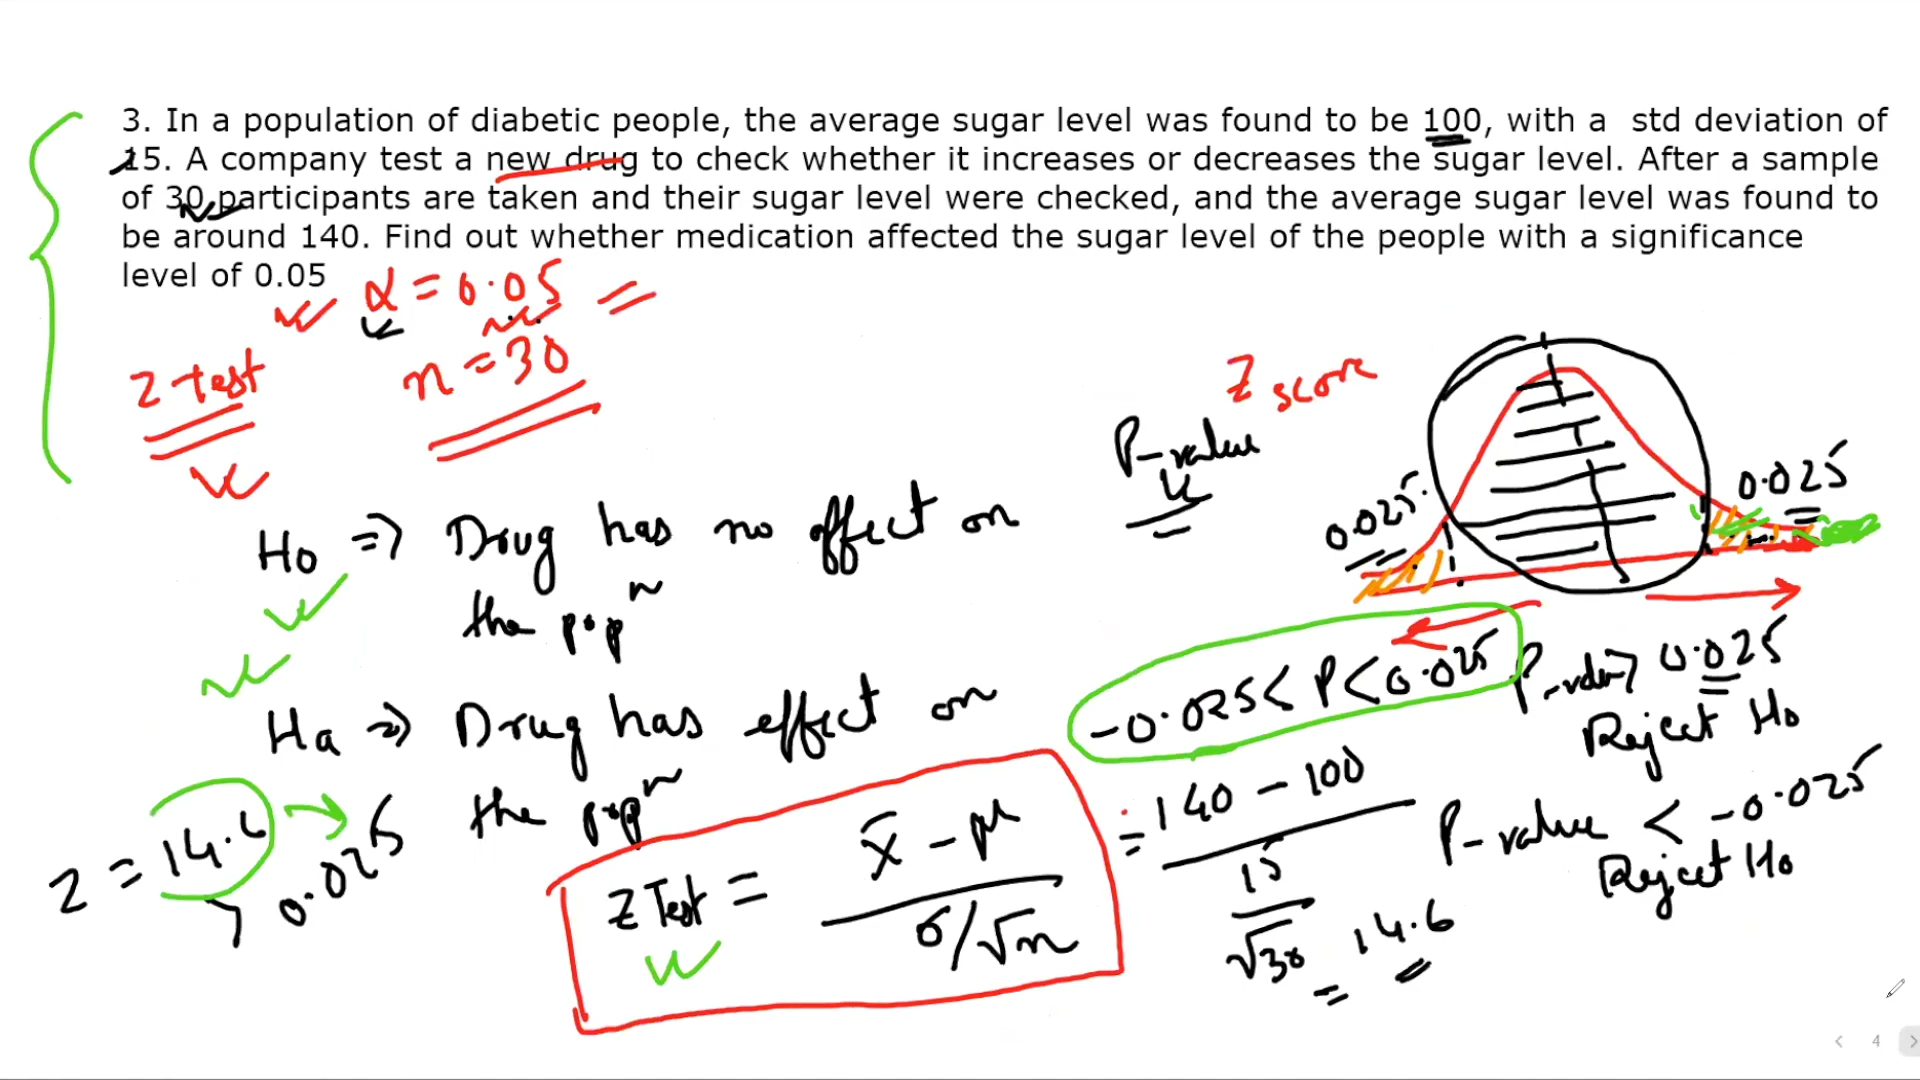 3. In a population of diabetic people, the average sugar level was found to be 100, with a std deviation of
15. A company test a new drug to check whether it increases or decreases the sugar level. After a sample
of 30 participants are taken and their sugar level were checked, and the average sugar level was found to
be around 140. Find out whether medication affected the sugar level of the people with a significance
level of 0.05
α = 0.05 =
Z-test
n = 30
Z score
P-value
0.025
0.025
H0 => Drug has no effect on
the popn
-0.025 < P < 0.025
P-value > 0.025
Reject H0
Ha => Drug has effect on
the popn
P-value < -0.025
Reject H0
Z = 14.6
> 0.025
Z Test = x̄ - μ
σ/√n
= 140 - 100
15
√30
= 14.6
4